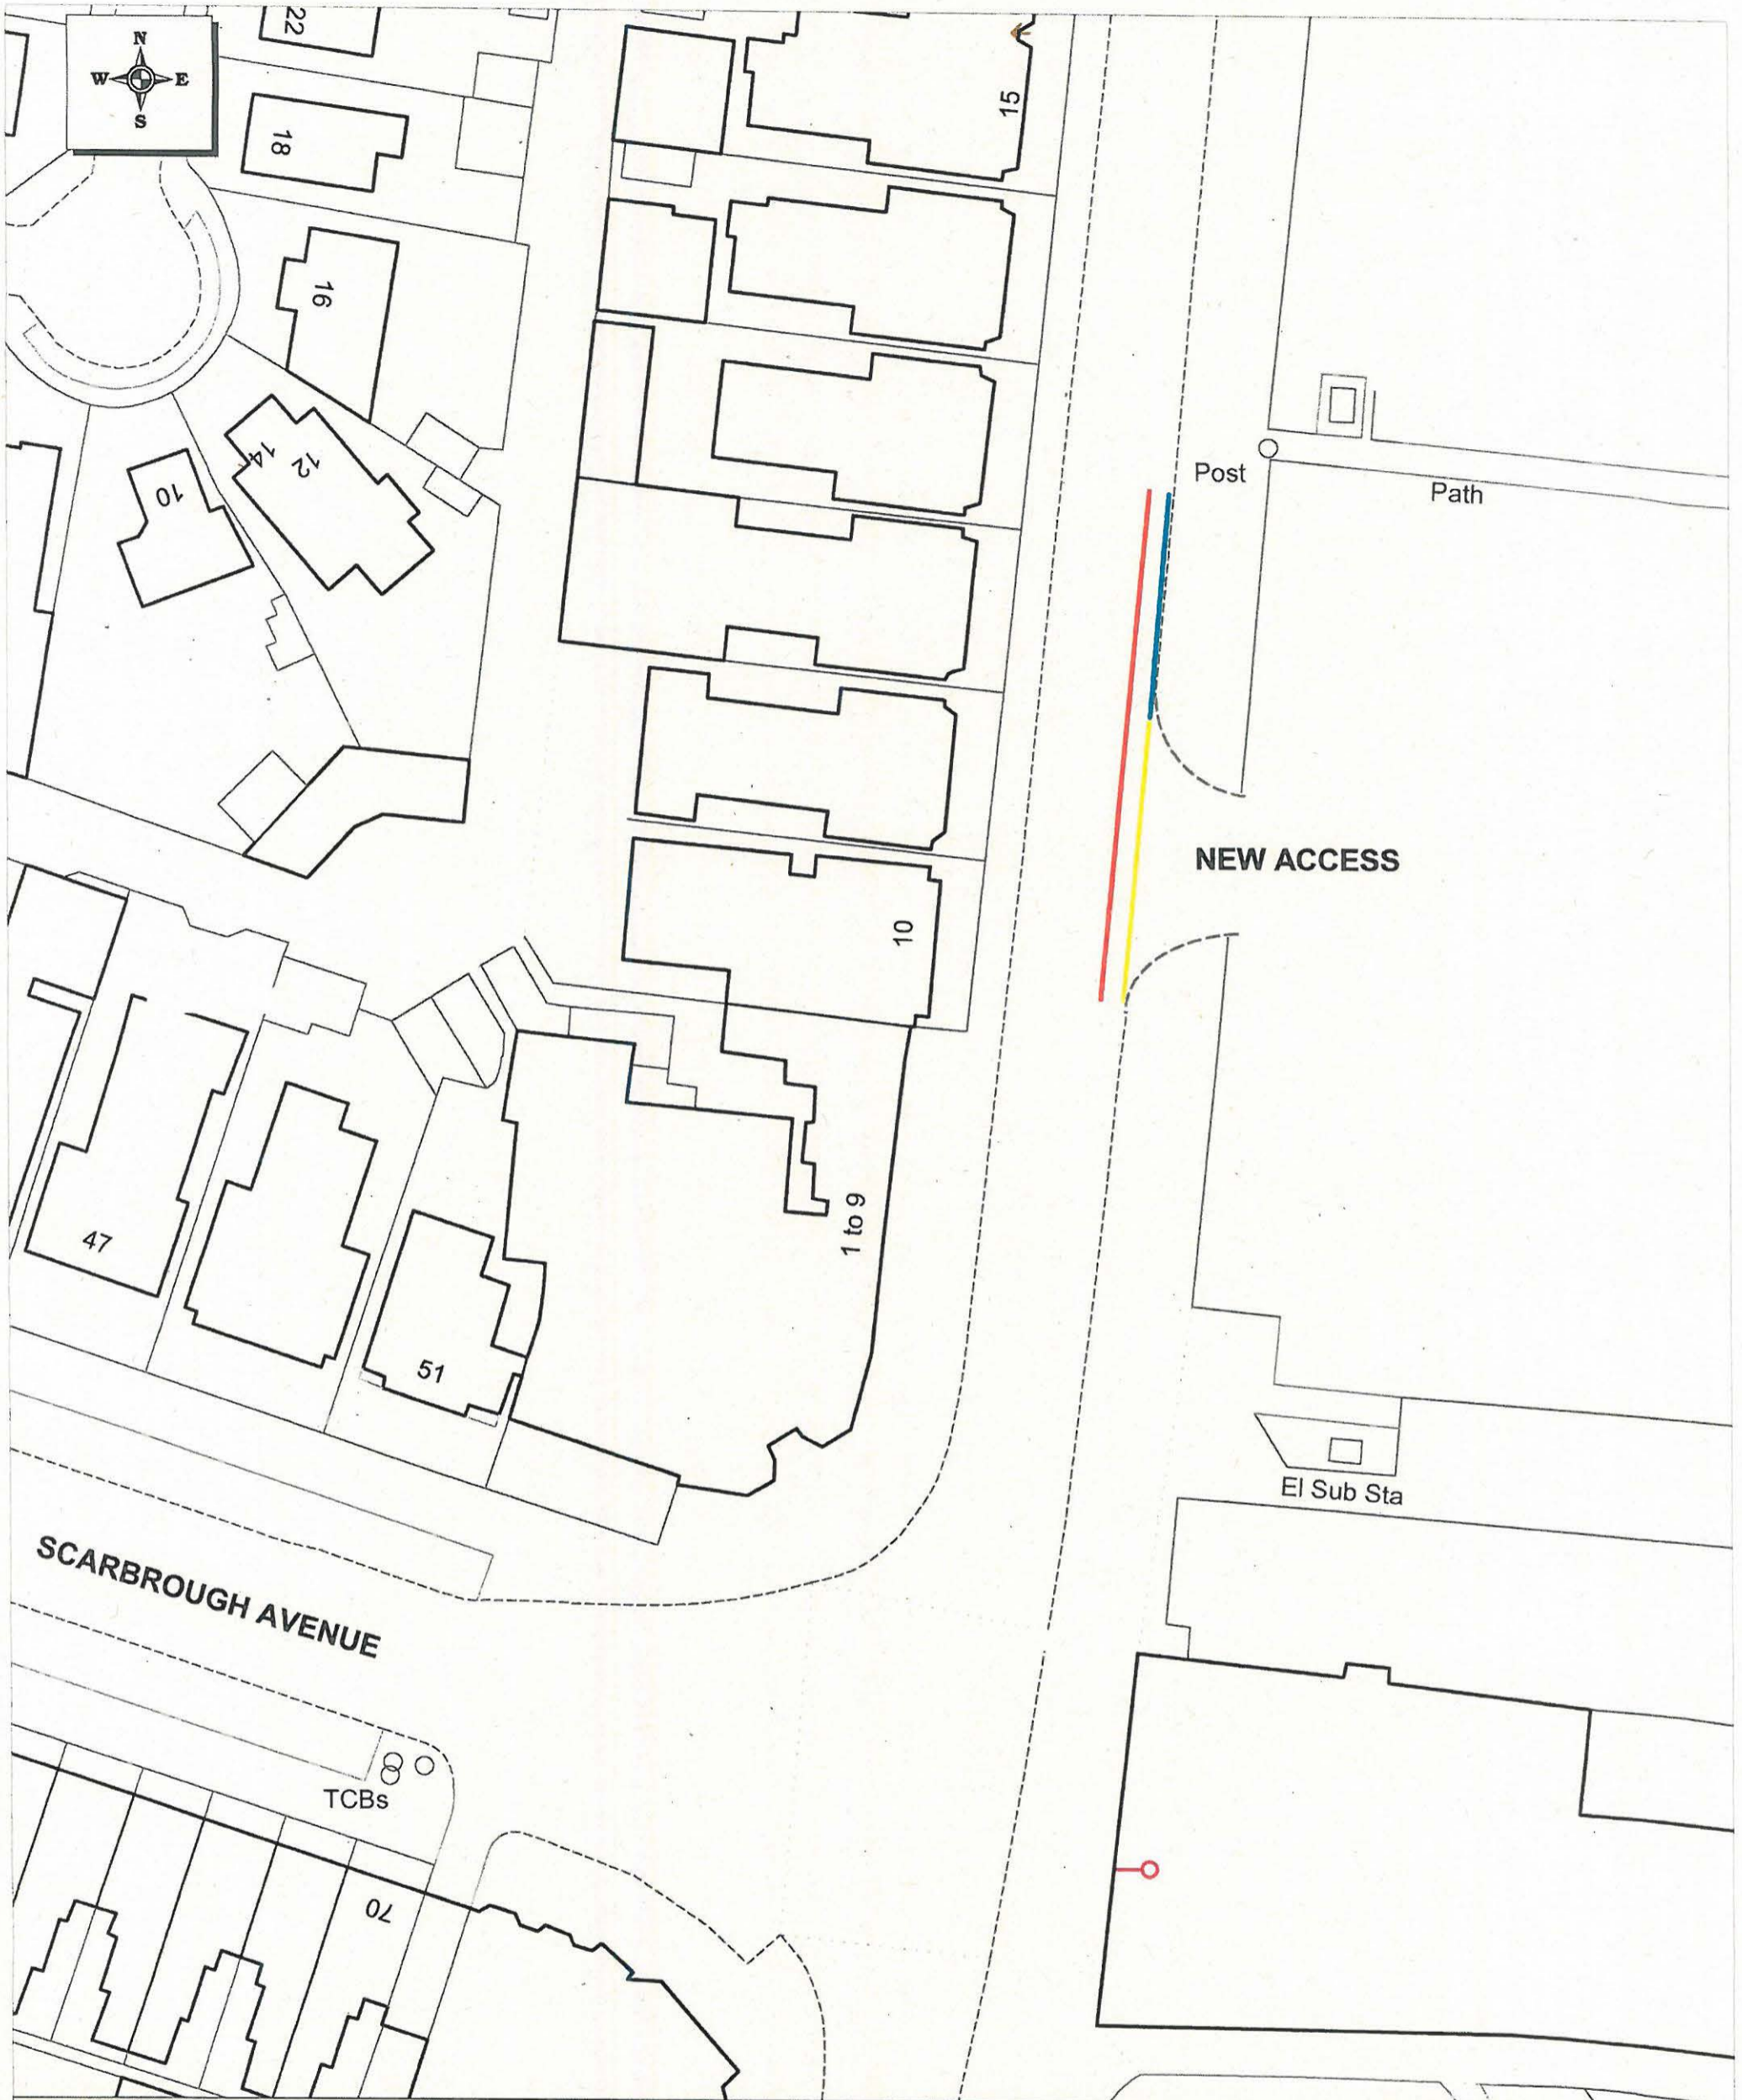 22
N
W E
S
15
18
16
14
12
10
Post
Path
NEW ACCESS
10
1 to 9
47
51
El Sub Sta
SCARBROUGH AVENUE
TCBs
70